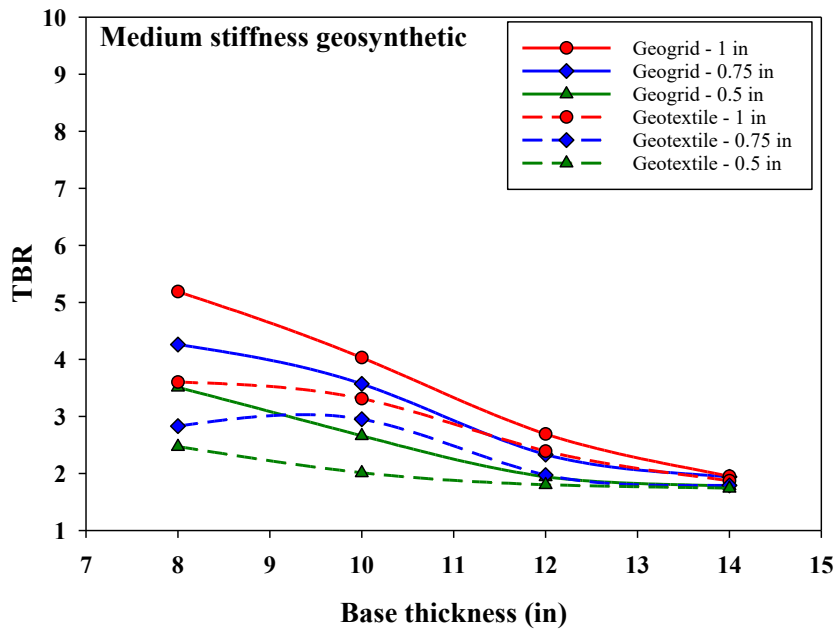 Medium stiffness geosynthetic
Geogrid - 1 in
Geogrid - 0.75 in
Geogrid - 0.5 in
Geotextile - 1 in
Geotextile - 0.75 in
Geotextile - 0.5 in
TBR
10
9
8
7
6
5
4
3
2
1
7 8 9 10 11 12 13 14 15
Base thickness (in)